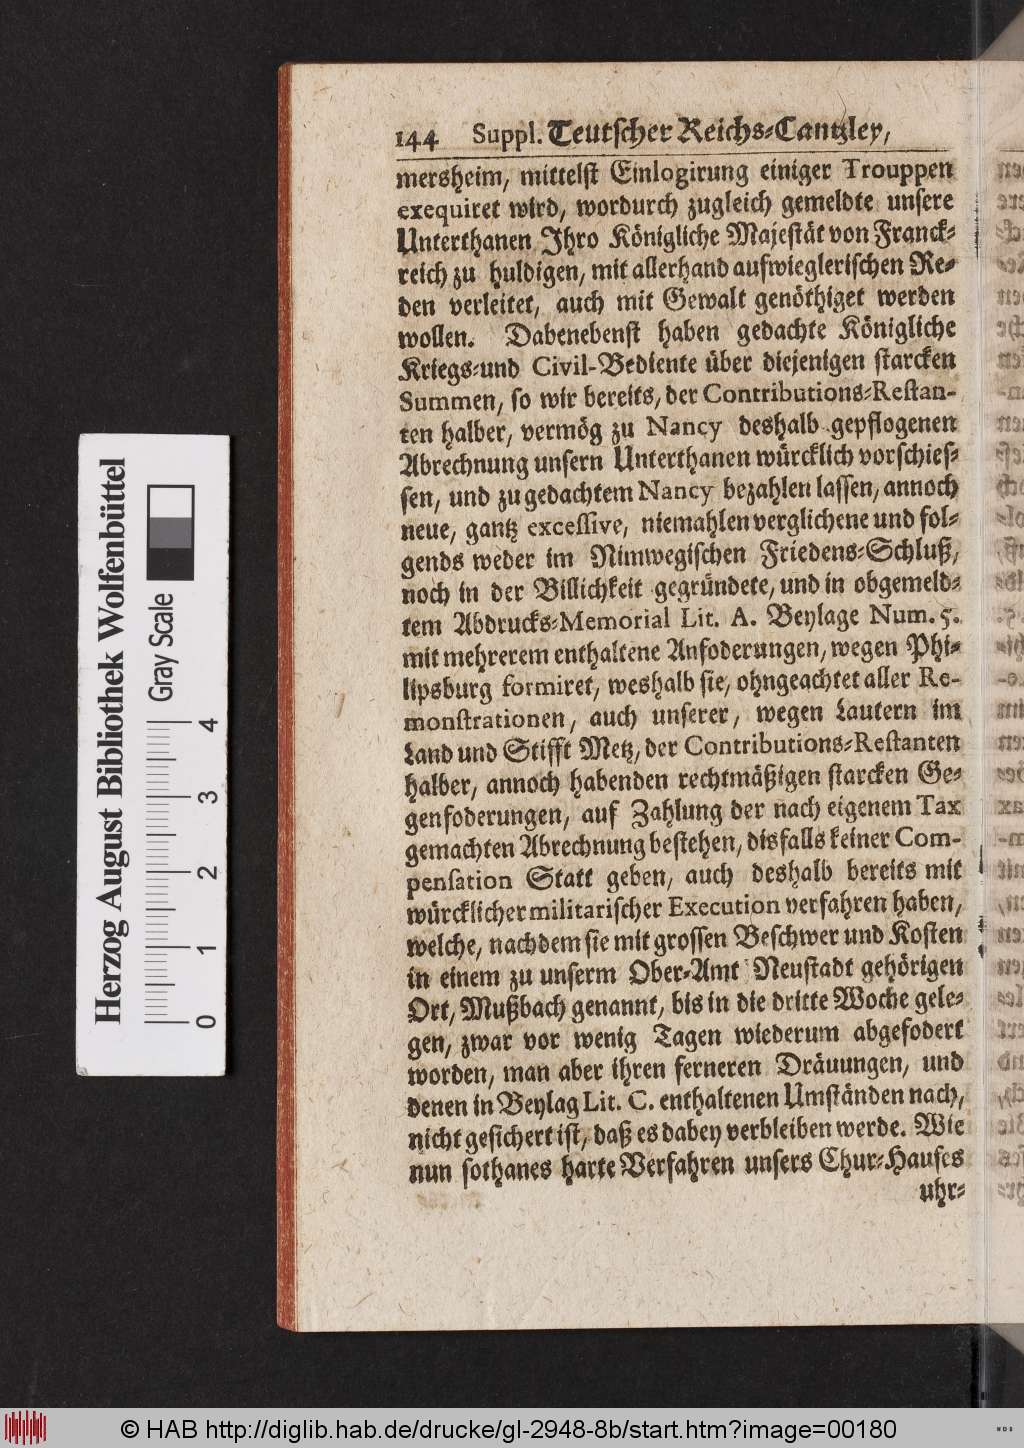 144 Suppl. Teutscher Reichs-Cantzley,
mersheim, mittelst Einlogirung einiger Trouppen
exequiret wird, wordurch zugleich gemeldte unsere
Unterthanen Ihro Königliche Majestät von Franck-
reich zu huldigen, mit allerhand aufwieglerischen Re-
den verleitet, auch mit Gewalt genöthiget werden
wollen. Dabenebenst haben gedachte Königliche
Kriegs-und Civil-Bediente über diejenigen starcken
Summen, so wir bereits, der Contributions-Restan-
ten halber, vermög zu Nancy deshalb gepflogenen
Abrechnung unsern Unterthanen würcklich vorschies-
sen, und zu gedachtem Nancy bezahlen lassen, annoch
neue, gantz excessive, niemahlen verglichene und fol-
gends weder im Nimwegischen Friedens-Schluß,
noch in der Billichkeit gegründete, und in obgemeld-
tem Abdrucks-Memorial Lit. A. Beylage Num. 5.
mit mehrerem enthaltene Anfoderungen, wegen Phi-
lipsburg formiret, weshalb sie, ohngeachtet aller Re-
monstrationen, auch unserer, wegen Lautern im
Land und Stifft Metz, der Contributions-Restanten
halber, annoch habenden rechtmäßigen starcken Ge-
genfoderungen, auf Zahlung der nach eigenem Tax
gemachten Abrechnung bestehen, disfalls keiner Com-
pensation Statt geben, auch deshalb bereits mit
würcklicher militarischer Execution verfahren haben,
welche, nachdem sie mit grossen Beschwer und Kosten
in einem zu unserm Ober-Amt Neustadt gehörigen
Ort, Mußbach genannt, bis in die dritte Woche gele-
gen, zwar vor wenig Tagen wiederum abgefodert
worden, man aber ihren ferneren Dräuungen, und
denen in Beylag Lit. C. enthaltenen Umständen nach,
nicht gesichert ist, daß es dabey verbleiben werde. Wie
nun sothanes harte Verfahren unsers Chur-Hauses
uhr-
Herzog August Bibliothek Wolfenbüttel
Gray Scale
0 1 2 3 4
© HAB http://diglib.hab.de/drucke/gl-2948-8b/start.htm?image=00180